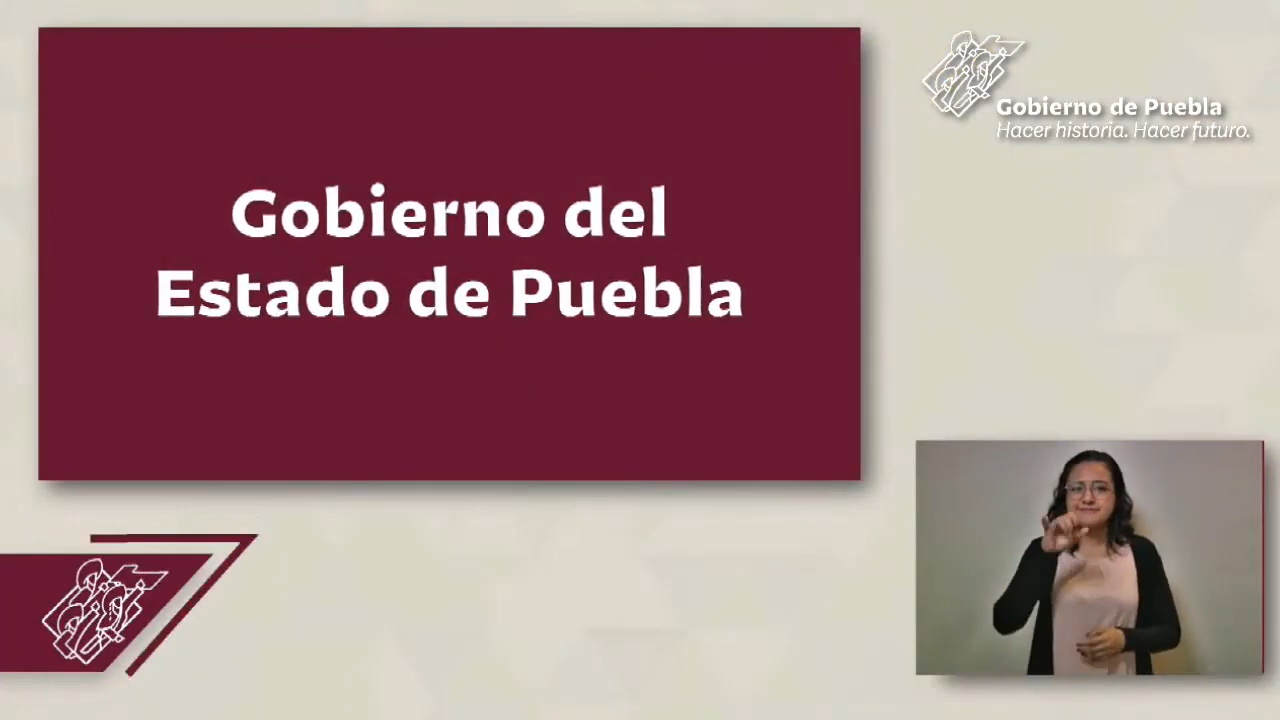 Gobierno del
Estado de Puebla
Gobierno de Puebla
Hacer historia. Hacer futuro.